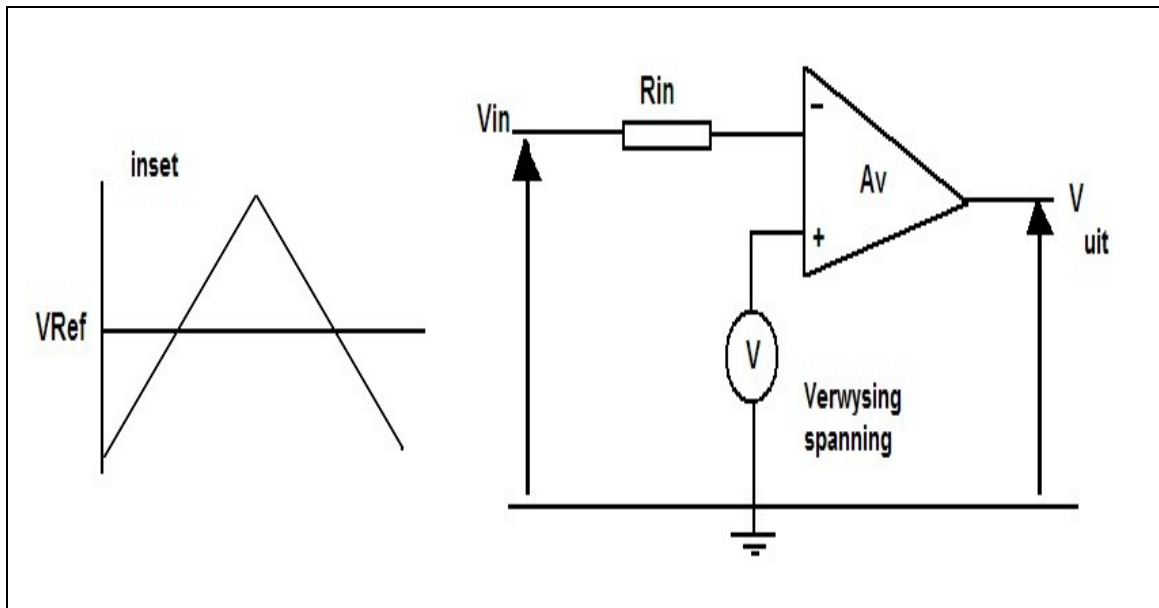 inset
VRef
Vin
Rin
−
Av
+
V
uit
V
Verwysing
spanning